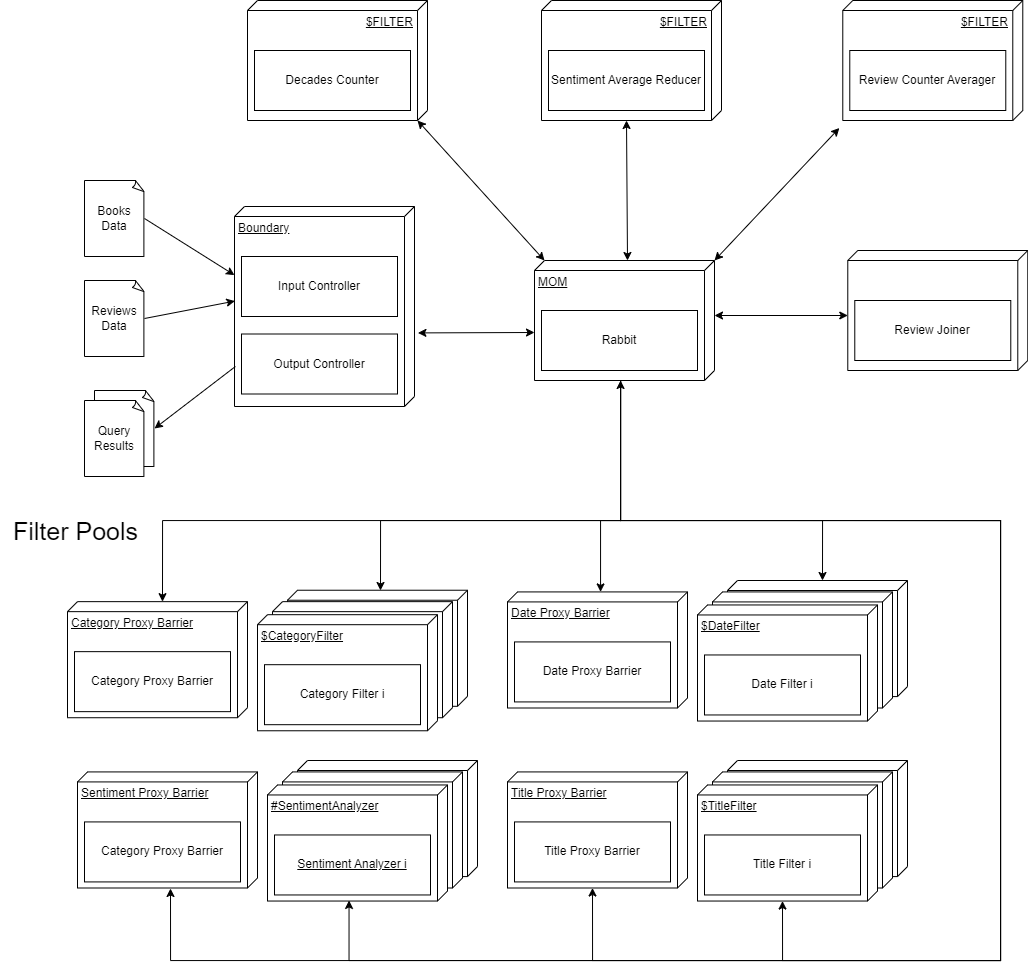 $FILTER
Decades Counter
$FILTER
Sentiment Average Reducer
$FILTER
Review Counter Averager
Books
Data
Reviews
Data
Query
Results
Boundary
Input Controller
Output Controller
MOM
Rabbit
Review Joiner
Filter Pools
Category Proxy Barrier
Category Proxy Barrier
$CategoryFilter
Category Filter i
Date Proxy Barrier
Date Proxy Barrier
$DateFilter
Date Filter i
Sentiment Proxy Barrier
Category Proxy Barrier
#SentimentAnalyzer
Sentiment Analyzer i
Title Proxy Barrier
Title Proxy Barrier
$TitleFilter
Title Filter i